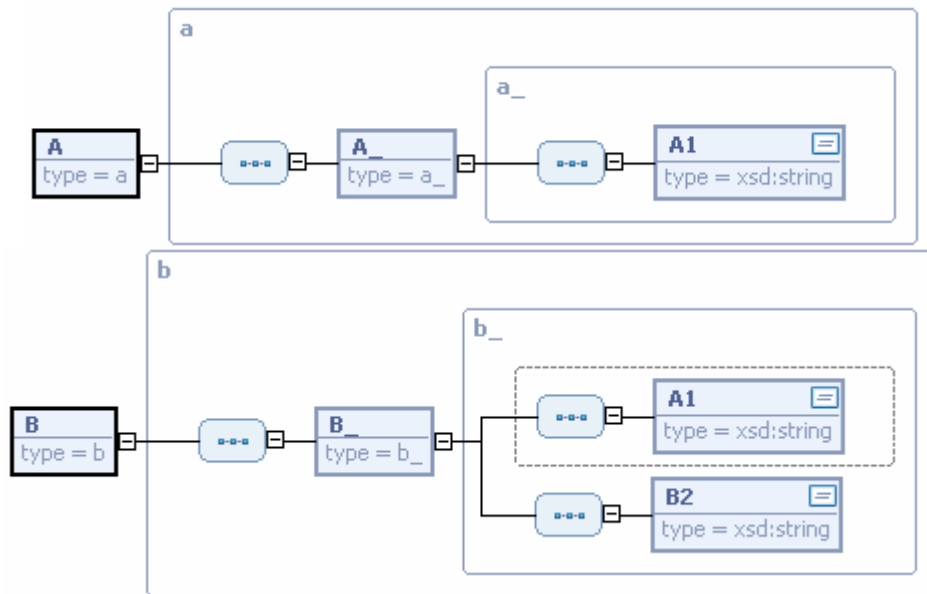 a
a_
A
type = a
A_
type = a_
A1
type = xsd:string
b
b_
A1
type = xsd:string
B
type = b
B_
type = b_
B2
type = xsd:string